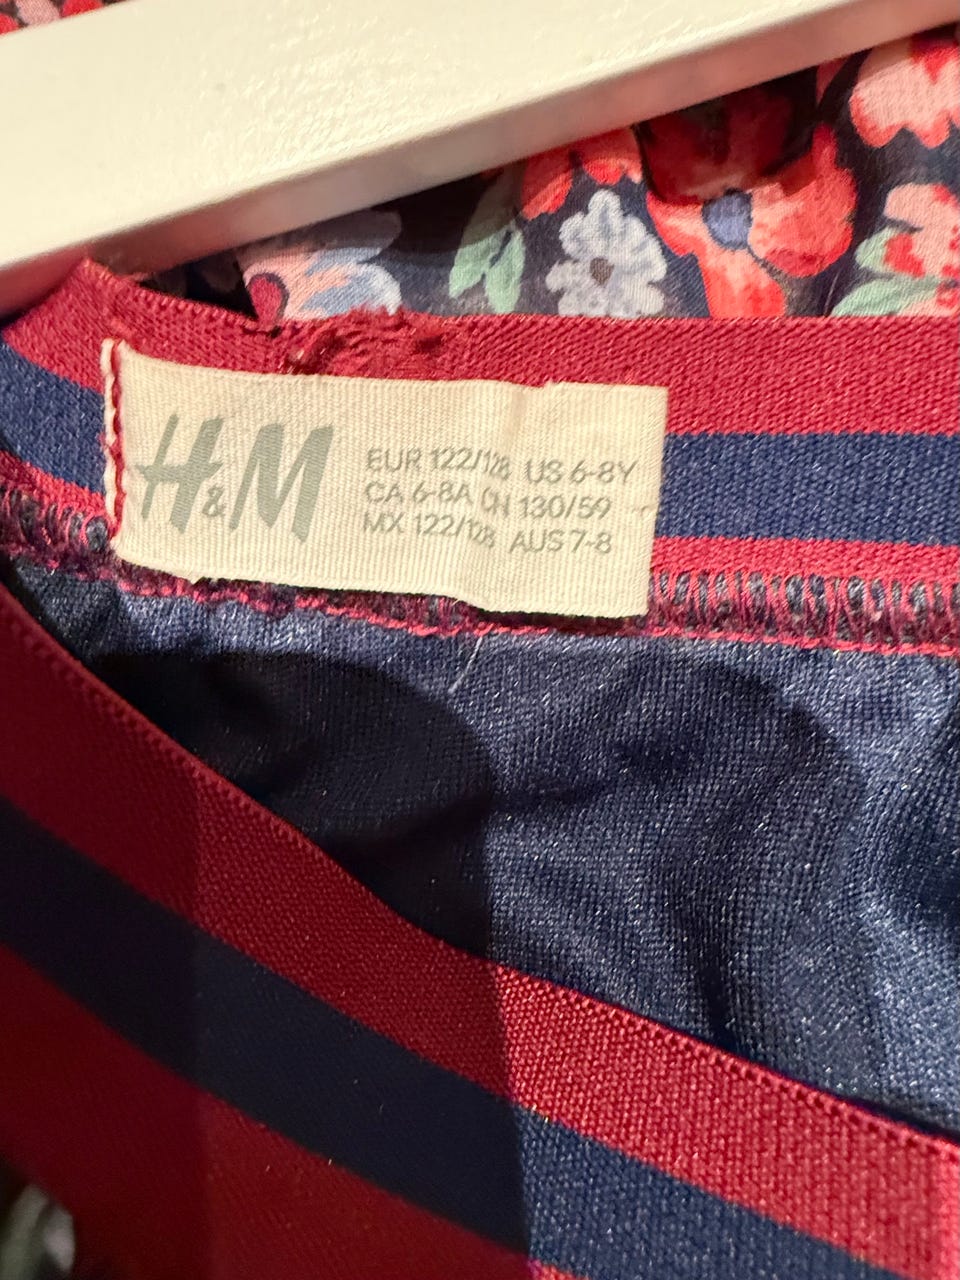 H&M
EUR 122/128 US 6-8Y
CA 6-8A CN 130/59
MX 122/128 AUS 7-8